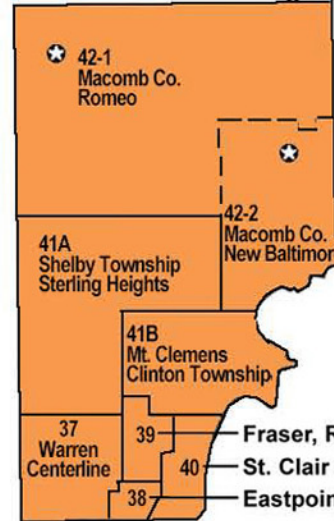 42-1
Macomb Co.
Romeo
42-2
Macomb Co.
New Baltimor
41A
Shelby Township
Sterling Heights
41B
Mt. Clemens
Clinton Township
37
Warren
Centerline
39
Fraser, R
40
St. Clair
38
Eastpoin